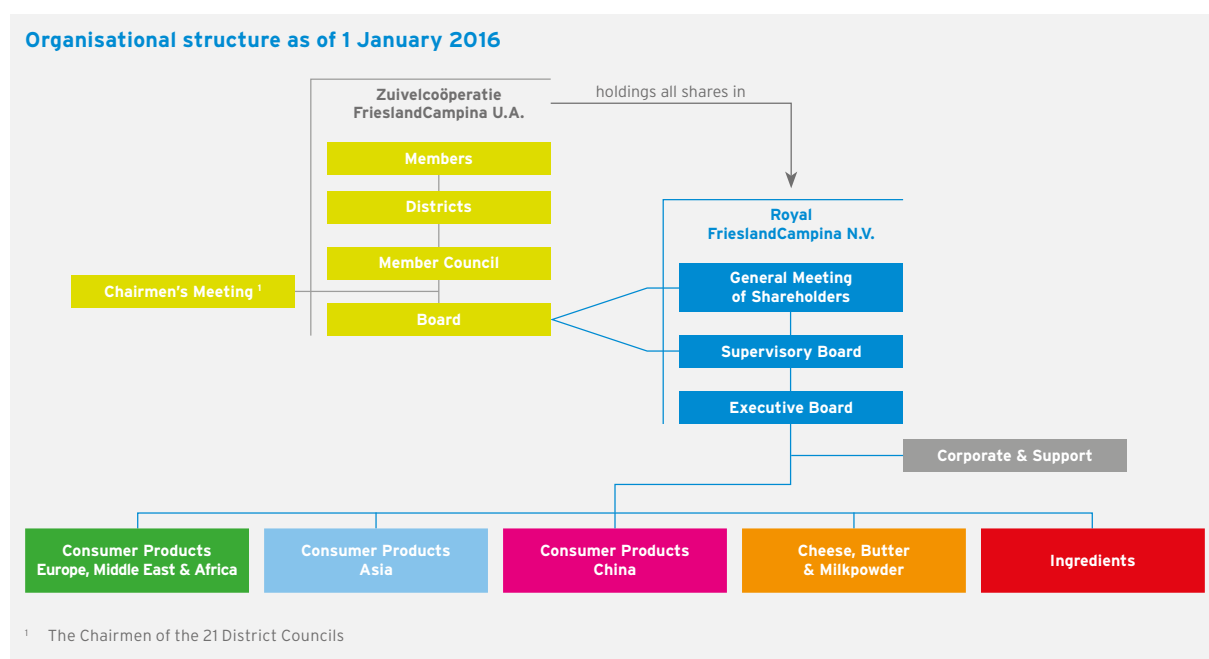 Organisational structure as of 1 January 2016
Zuivelcoöperatie
FrieslandCampina U.A.
holdings all shares in
Members
Districts
Member Council
Chairmen's Meeting ¹
Board
Royal
FrieslandCampina N.V.
General Meeting
of Shareholders
Supervisory Board
Executive Board
Corporate & Support
Consumer Products
Europe, Middle East & Africa
Consumer Products
Asia
Consumer Products
China
Cheese, Butter
& Milkpowder
Ingredients
¹ The Chairmen of the 21 District Councils